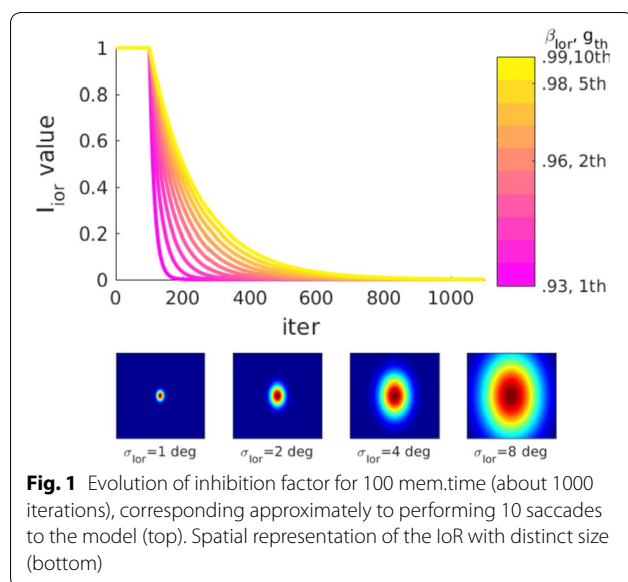 β_Ior, g_th
.99,10th
.98, 5th
.96, 2th
.93, 1th
I_ior value
1
0.8
0.6
0.4
0.2
0
0 200 400 600 800 1000
iter
σ_Ior=1 deg σ_Ior=2 deg σ_Ior=4 deg σ_Ior=8 deg
Fig. 1 Evolution of inhibition factor for 100 mem.time (about 1000
iterations), corresponding approximately to performing 10 saccades
to the model (top). Spatial representation of the IoR with distinct size
(bottom)